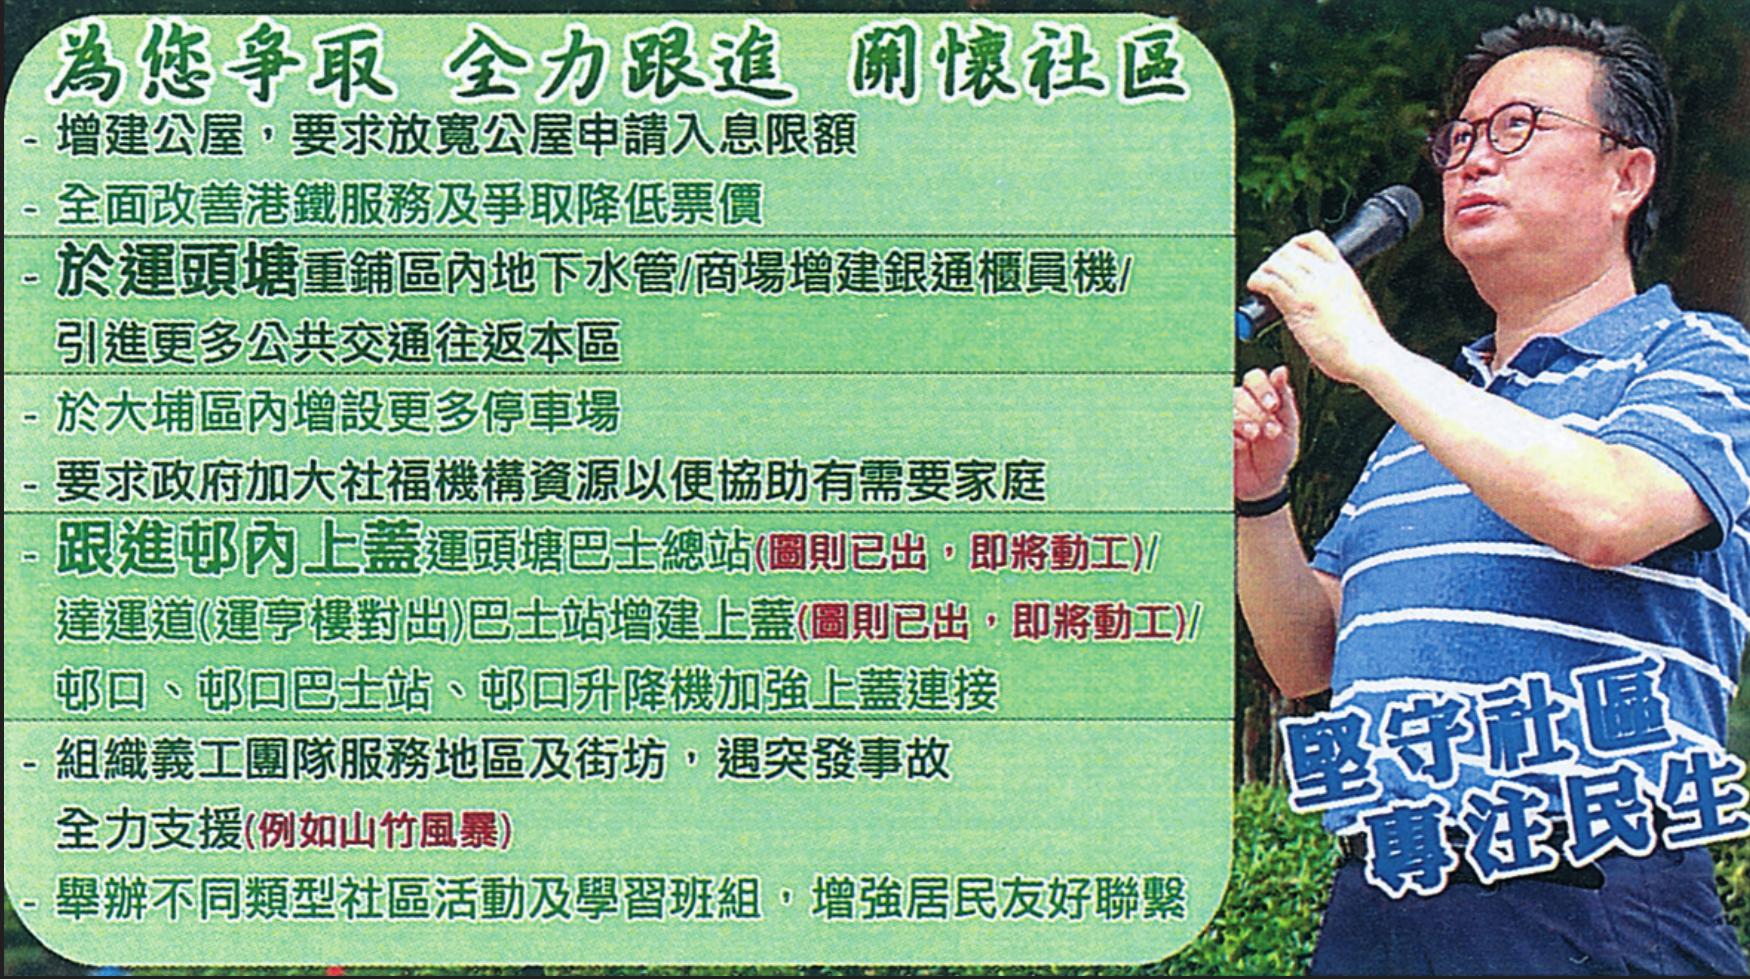 為您爭取 全力跟進 關懷社區
- 增建公屋，要求放寬公屋申請入息限額
- 全面改善港鐵服務及爭取降低票價
- 於運頭塘重鋪區內地下水管/商場增建銀通櫃員機/
引進更多公共交通往返本區
- 於大埔區內增設更多停車場
- 要求政府加大社福機構資源以便協助有需要家庭
- 跟進邨內上蓋運頭塘巴士總站(圖則已出，即將動工)/
達運道(運亨樓對出)巴士站增建上蓋(圖則已出，即將動工)/
邨口、邨口巴士站、邨口升降機加強上蓋連接
- 組織義工團隊服務地區及街坊，遇突發事故
全力支援(例如山竹風暴)
- 舉辦不同類型社區活動及學習班組，增強居民友好聯繫
堅守社區
專注民生